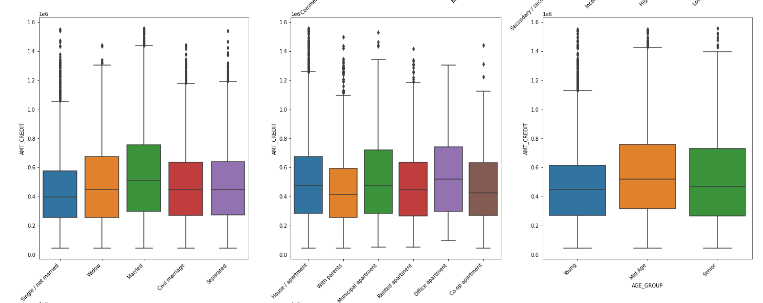 1e6
1e6
1e6
AMT_CREDIT
1.6
1.4
1.2
1.0
0.8
0.6
0.4
0.2
0.0
Single / not married
Widow
Married
Civil marriage
Separated
AMT_CREDIT
1.6
1.4
1.2
1.0
0.8
0.6
0.4
0.2
0.0
House / apartment
With parents
Municipal apartment
Rented apartment
Office apartment
Co-op apartment
AMT_CREDIT
1.6
1.4
1.2
1.0
0.8
0.6
0.4
0.2
0.0
Young
Mid Age
Senior
AGE_GROUP